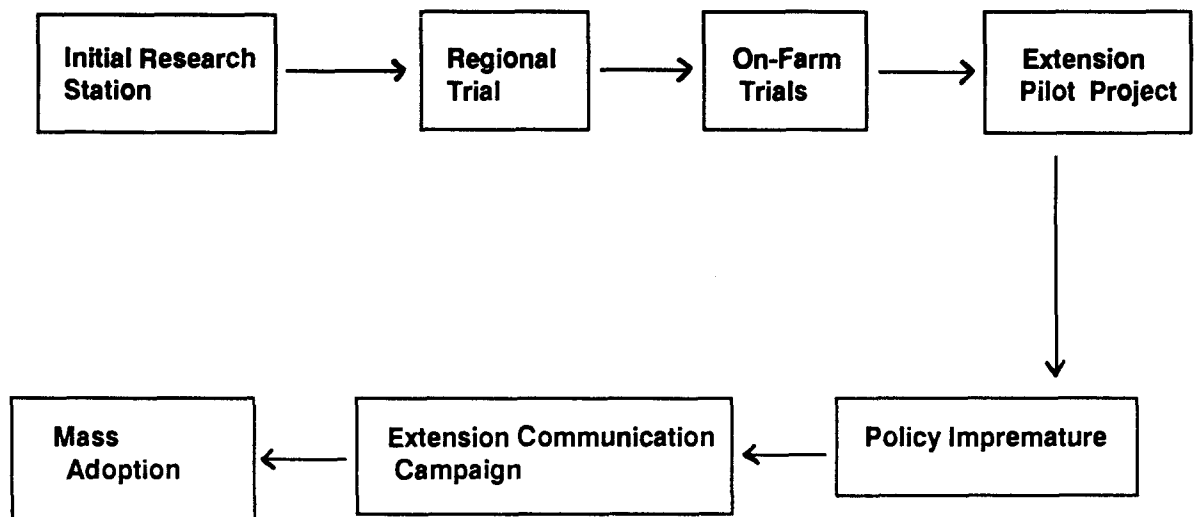 Initial Research
Station
Regional
Trial
On-Farm
Trials
Extension
Pilot Project
Policy Impremature
Extension Communication
Campaign
Mass
Adoption